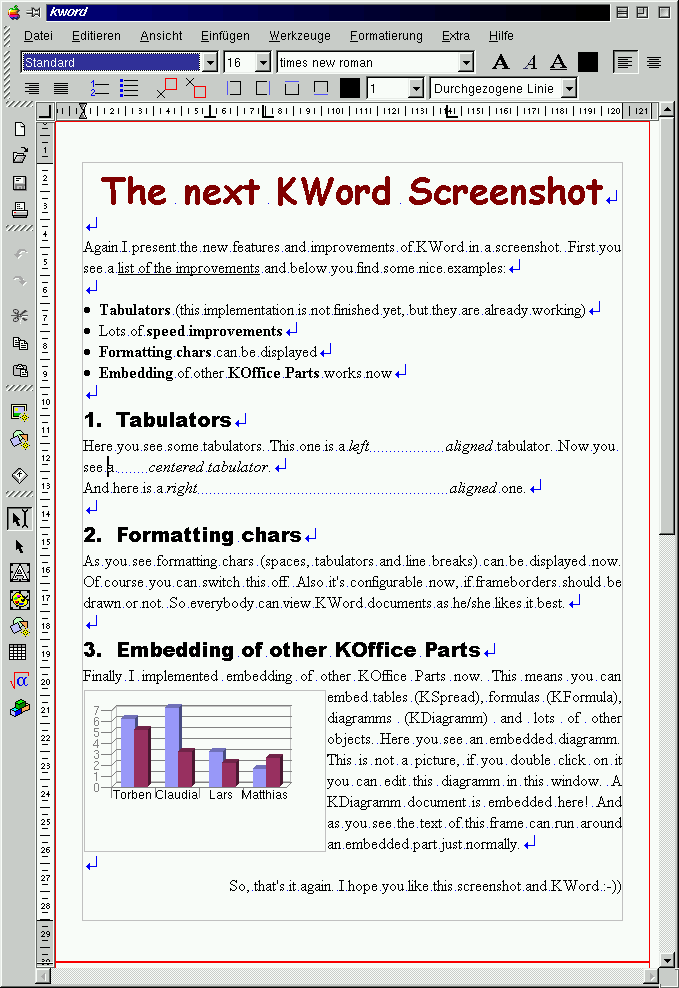 kword
Datei Editieren Ansicht Einfügen Werkzeuge Formatierung Extra Hilfe
Standard 16 times new roman A A A
1 Durchgezogene Linie
The next KWord Screenshot
Again I present the new features and improvements of KWord in a screenshot. First you
see a list of the improvements and below you find some nice examples:
Tabulators (this implementation is not finished yet, but they are already working)
Lots of speed improvements
Formatting chars can be displayed
Embedding of other KOffice Parts works now
1. Tabulators
Here you see some tabulators. This one is a left aligned tabulator. Now you
see a centered tabulator.
And here is a right aligned one.
2. Formatting chars
As you see formatting chars (spaces, tabulators and line breaks) can be displayed now.
Of course you can switch this off. Also it's configurable now, if frameborders should be
drawn or not. So everybody can view KWord documents as he/she likes it best.
3. Embedding of other KOffice Parts
Finally I implemented embedding of other KOffice Parts now. This means you can
embed tables (KSpread), formulas (KFormula),
diagramms (KDiagramm) and lots of other
objects. Here you see an embedded diagramm.
This is not a picture, if you double click on it
you can edit this diagramm in this window. A
KDiagramm document is embedded here! And
as you see the text of this frame can run around
an embedded part just normally.
7
6
5
4
3
2
1
0
Torben Claudia Lars Matthias
So, that's it again. I hope you like this screenshot and KWord :-))